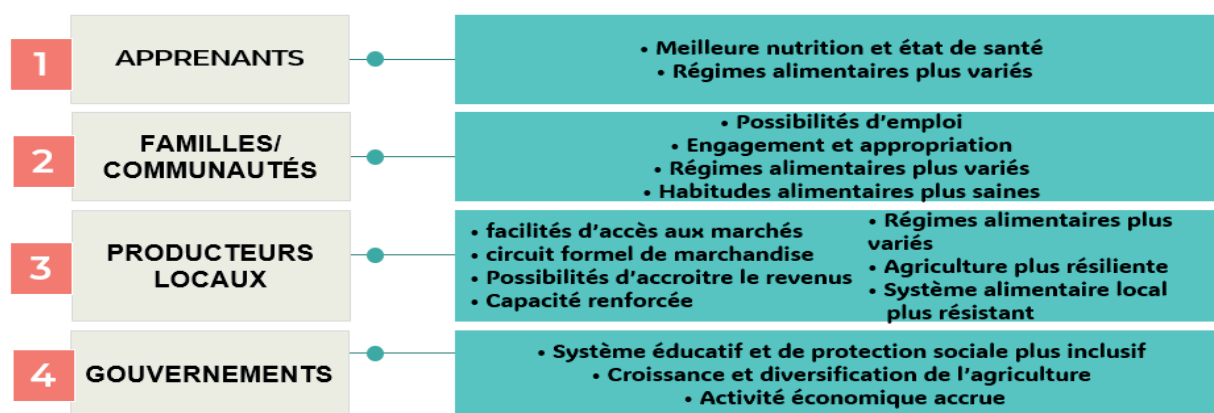 1
APPRENANTS
• Meilleure nutrition et état de santé
• Régimes alimentaires plus variés
2
FAMILLES/
COMMUNAUTÉS
• Possibilités d'emploi
• Engagement et appropriation
• Régimes alimentaires plus variés
• Habitudes alimentaires plus saines
3
PRODUCTEURS
LOCAUX
• facilités d'accès aux marchés
• circuit formel de marchandise
• Possibilités d'accroitre le revenus
• Capacité renforcée
• Régimes alimentaires plus
variés
• Agriculture plus résiliente
• Système alimentaire local
plus résistant
4
GOUVERNEMENTS
• Système éducatif et de protection sociale plus inclusif
• Croissance et diversification de l'agriculture
• Activité économique accrue